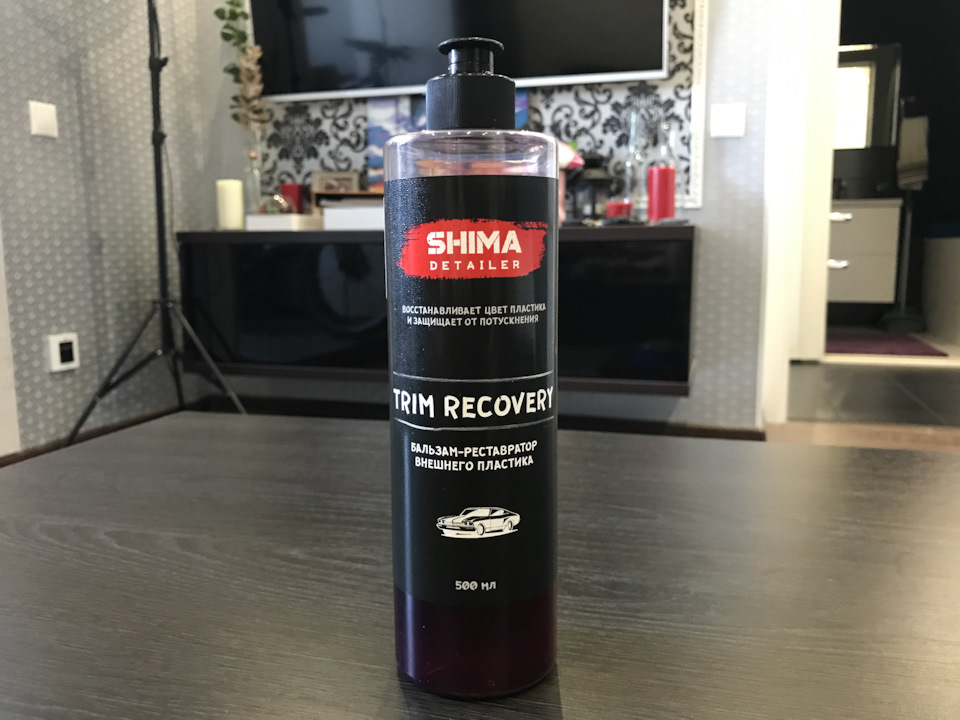 SHIMA
DETAILER
ВОССТАНАВЛИВАЕТ ЦВЕТ ПЛАСТИКА
И ЗАЩИЩАЕТ ОТ ПОТУСКНЕНИЯ
TRIM RECOVERY
БАЛЬЗАМ-РЕСТАВРАТОР
ВНЕШНЕГО ПЛАСТИКА
500 МЛ